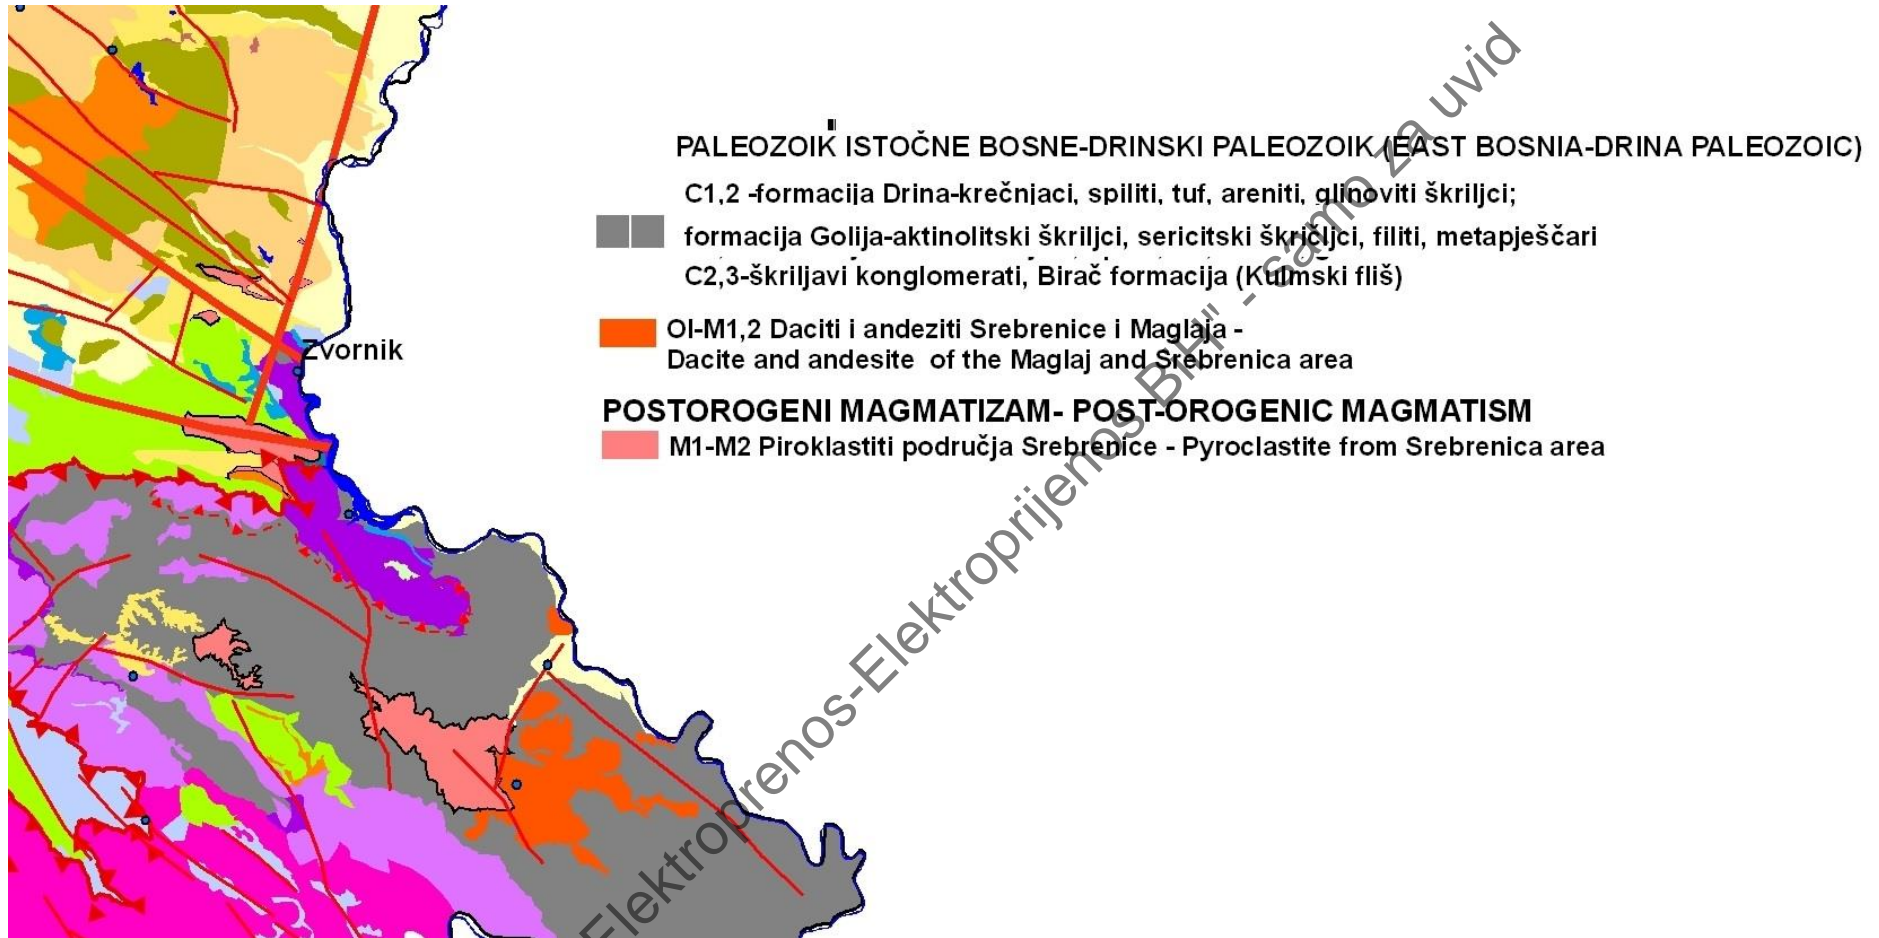 PALEOZOIK ISTOČNE BOSNE-DRINSKI PALEOZOIK (EAST BOSNIA-DRINA PALEOZOIC)
C1,2 -formacija Drina-krečnjaci, spiliti, tuf, areniti, glinoviti škriljci;
formacija Golija-aktinolitski škriljci, sericitski škriljci, filiti, metapješčari
C2,3-škriljavi konglomerati, Birač formacija (Kulmski fliš)
Ol-M1,2 Daciti i andeziti Srebrenice i Maglaja -
Dacite and andesite of the Maglaj and Srebrenica area
POSTOROGENI MAGMATIZAM- POST-OROGENIC MAGMATISM
M1-M2 Piroklastiti područja Srebrenice - Pyroclastite from Srebrenica area
Zvornik
Elektroprenos-Elektroprijenos BiH" - samo za uvid